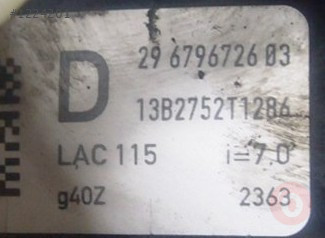 D
29 6796726 03
13B2752T1286
LAC 115 i=7.0
g40Z 2363